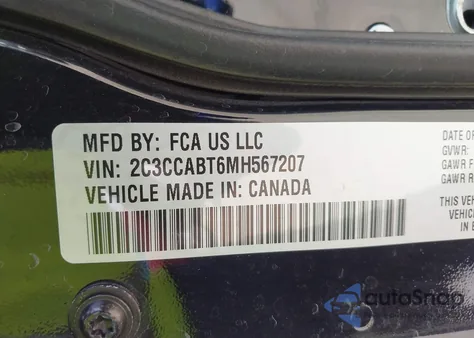 MFD BY: FCA US LLC
VIN: 2C3CCABT6MH567207
VEHICLE MADE IN: CANADA
DATE OF
GVWR:
GAWR F
GAWR R
THIS VEH
VEHICLE
autoSnap